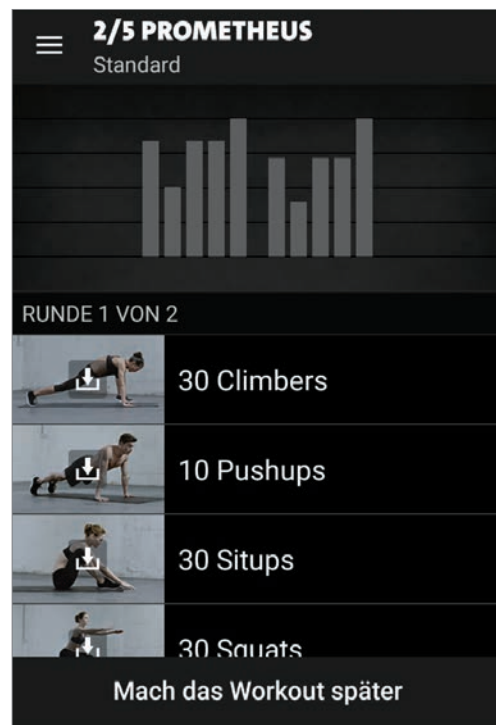 2/5 PROMETHEUS
Standard
RUNDE 1 VON 2
30 Climbers
10 Pushups
30 Situps
30 Squats
Mach das Workout später